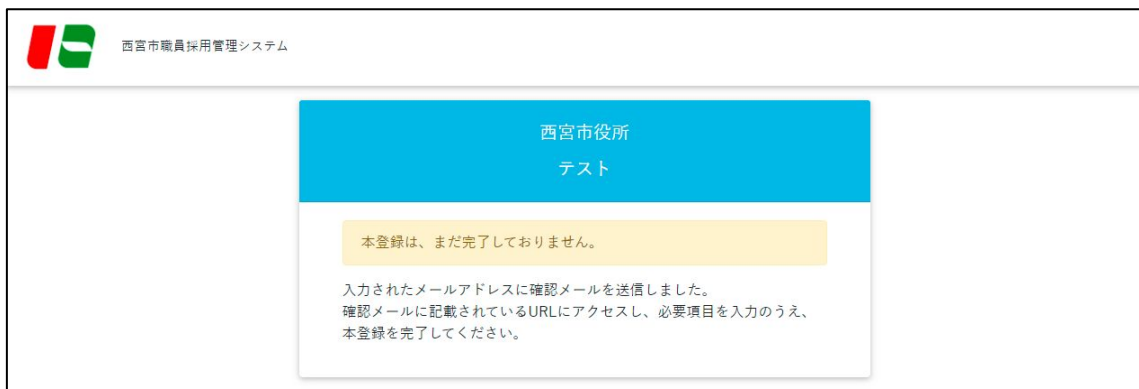 西宮市職員採用管理システム
西宮市役所
テスト
本登録は、まだ完了しておりません。
入力されたメールアドレスに確認メールを送信しました。
確認メールに記載されているURLにアクセスし、必要項目を入力のうえ、
本登録を完了してください。